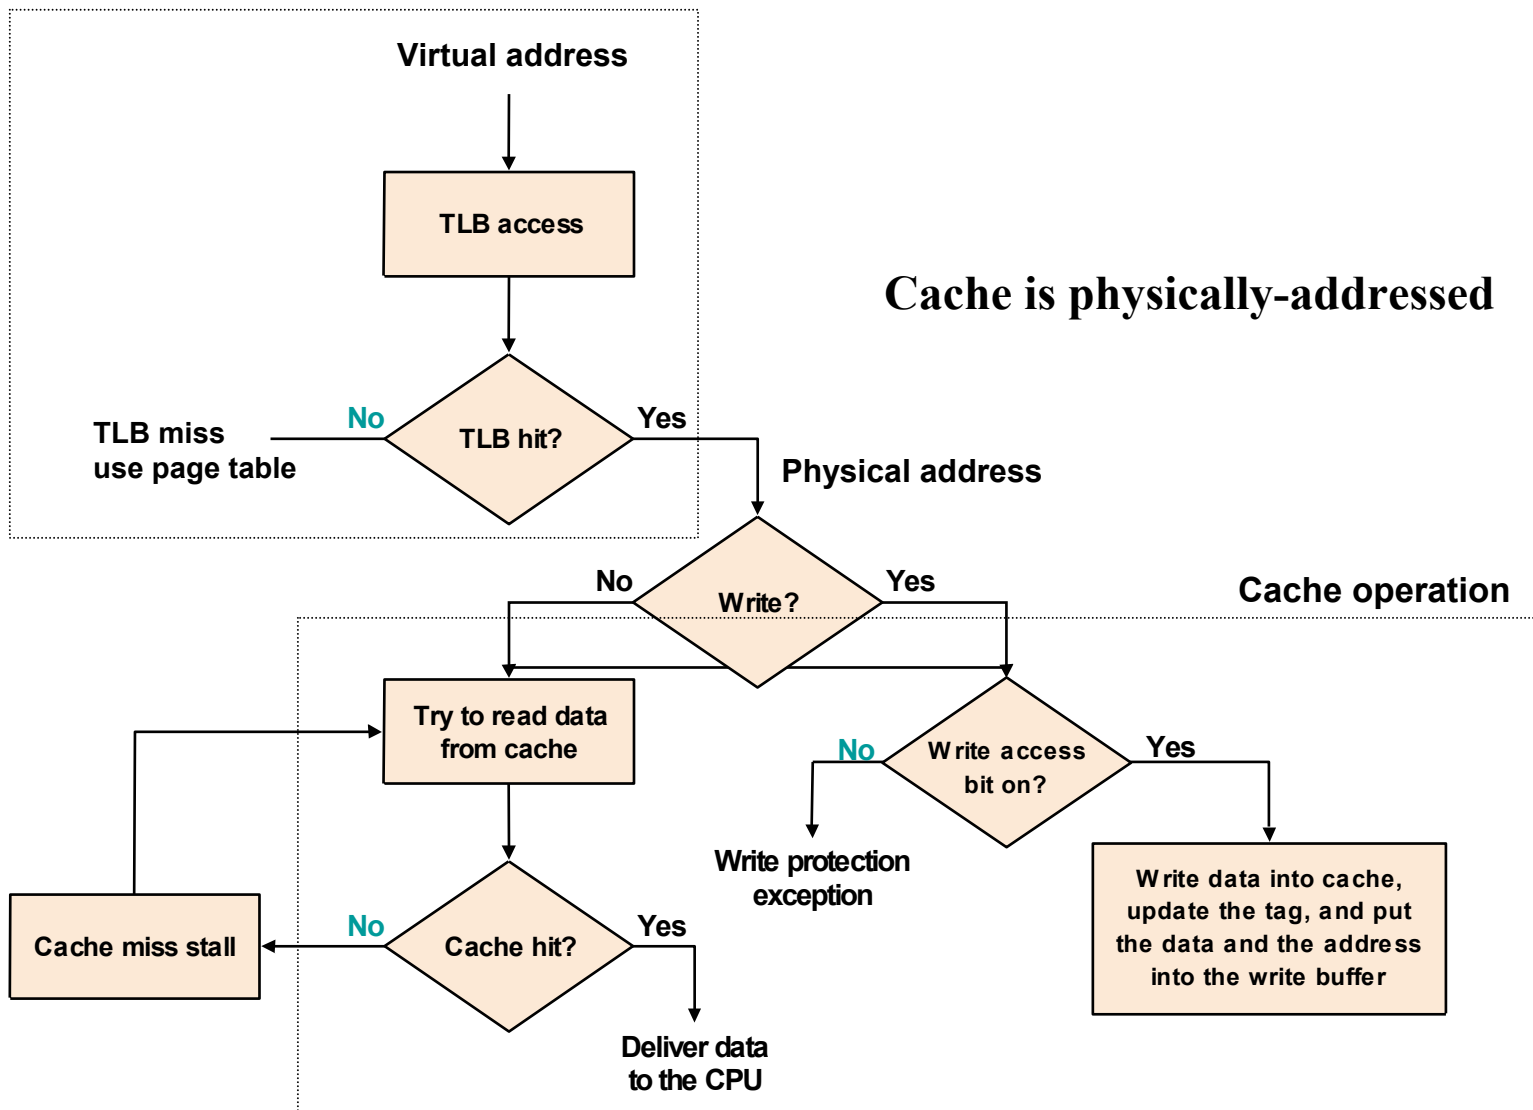 Virtual address
TLB access
Cache is physically-addressed
No
Yes
TLB miss
use page table
TLB hit?
Physical address
No
Yes
Write?
Cache operation
Try to read data
from cache
No
Yes
Write access
bit on?
Write protection
exception
Write data into cache,
update the tag, and put
the data and the address
into the write buffer
No
Yes
Cache miss stall
Cache hit?
Deliver data
to the CPU